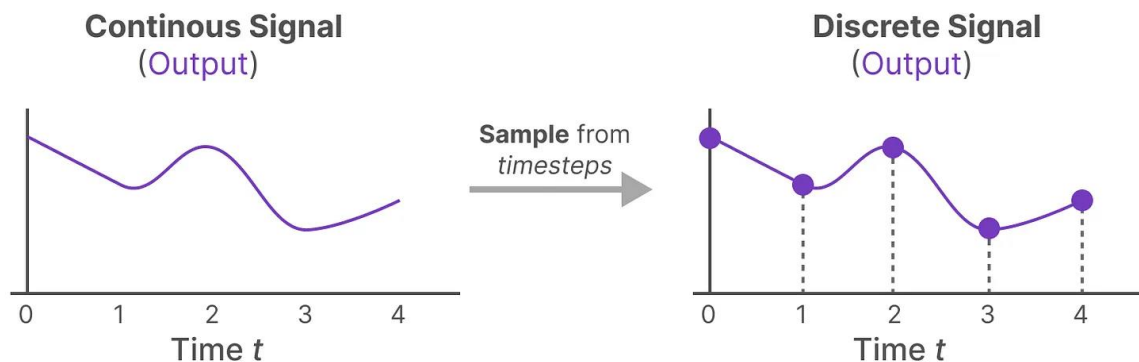 Continous Signal
(Output)
0 1 2 3 4
Time t
Sample from
timesteps
Discrete Signal
(Output)
0 1 2 3 4
Time t